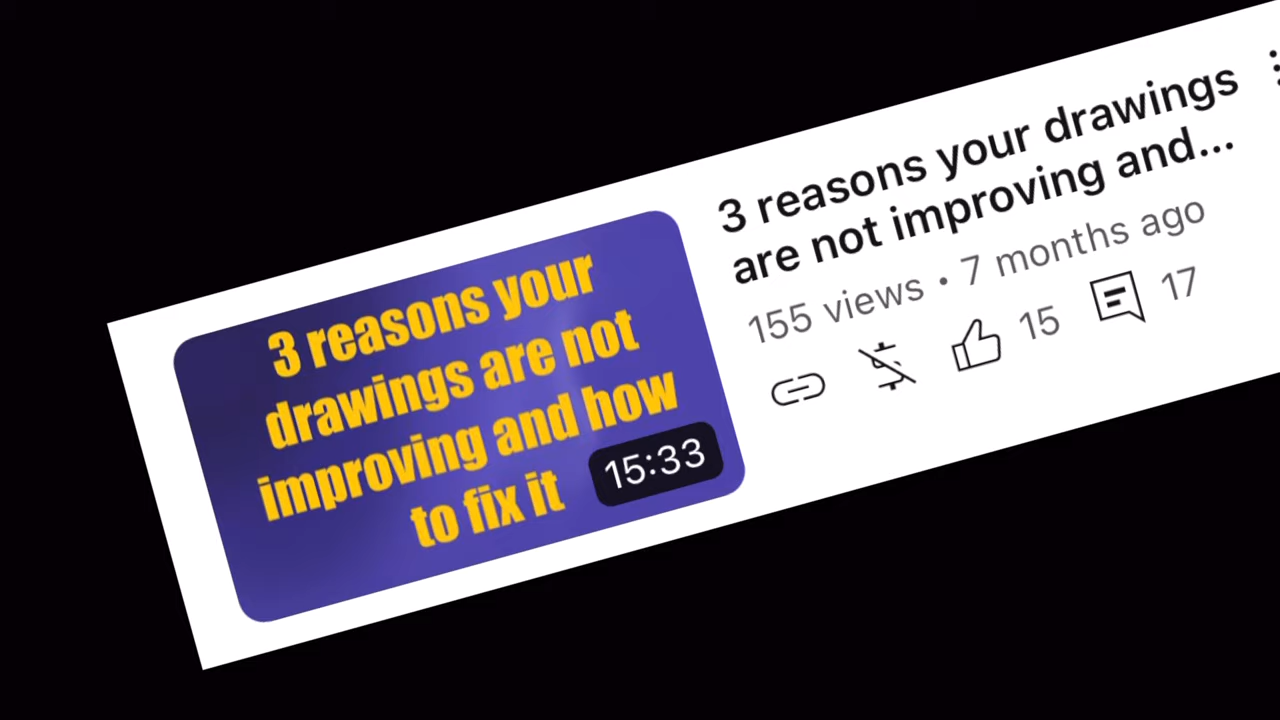 3 reasons your
drawings are not
improving and how
to fix it
15:33
3 reasons your drawings
are not improving and...
155 views • 7 months ago
15
17